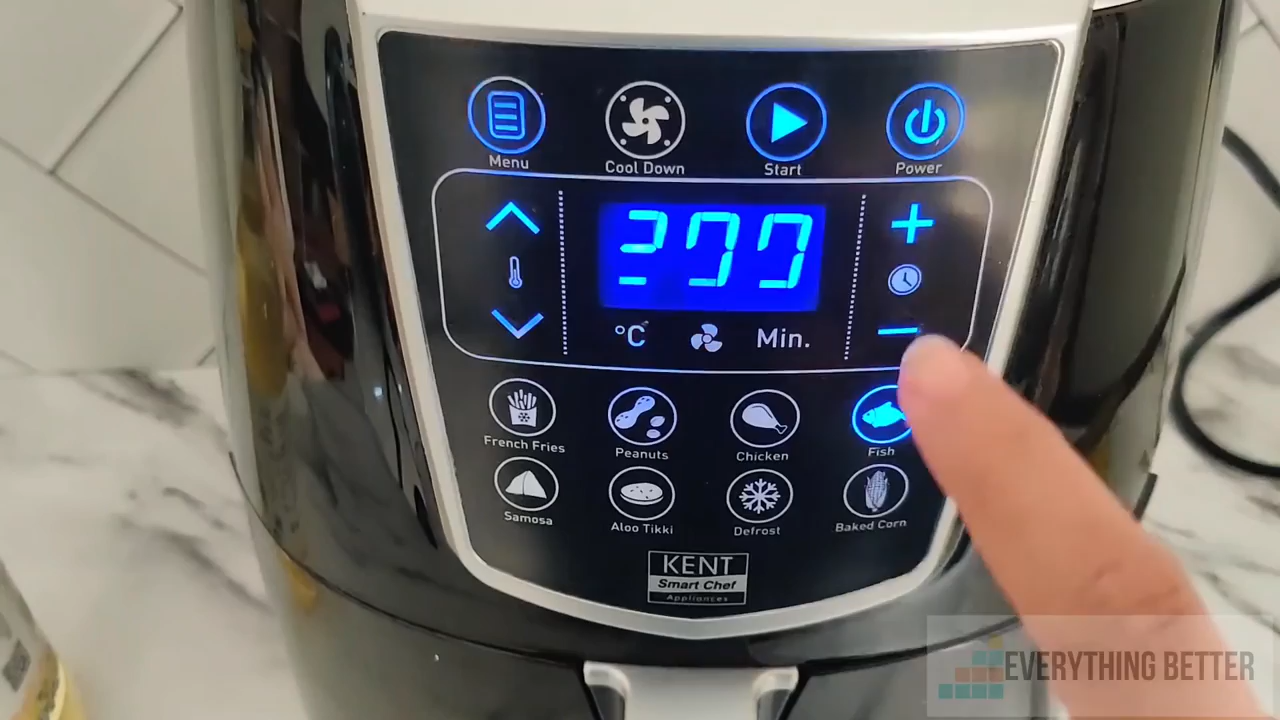 Menu
Cool Down
Start
Power
°C
Min.
French Fries
Peanuts
Chicken
Fish
Samosa
Aloo Tikki
Defrost
Baked Corn
KENT
Smart Chef
Appliances
EVERYTHING BETTER